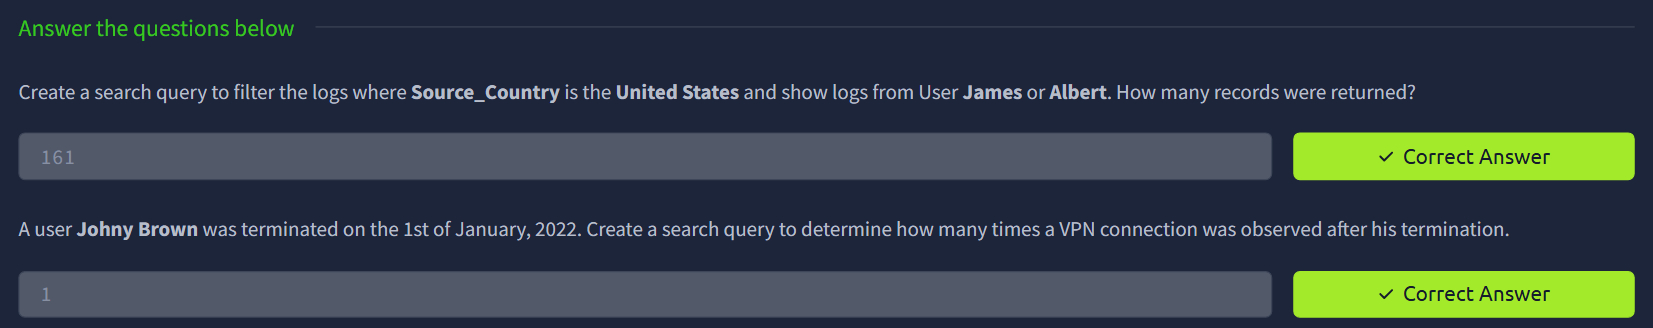 Answer the questions below
Create a search query to filter the logs where Source_Country is the United States and show logs from User James or Albert. How many records were returned?
161
✓ Correct Answer
A user Johny Brown was terminated on the 1st of January, 2022. Create a search query to determine how many times a VPN connection was observed after his termination.
1
✓ Correct Answer